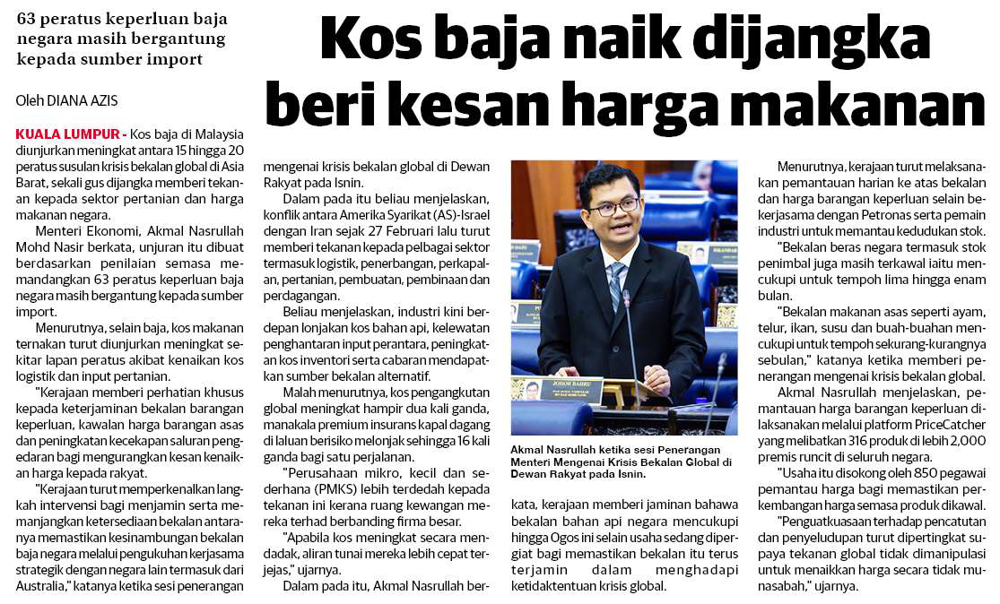 63 peratus keperluan baja
negara masih bergantung
kepada sumber import
Kos baja naik dijangka
beri kesan harga makanan
Oleh DIANA AZIS
KUALA LUMPUR - Kos baja di Malaysia
diunjurkan meningkat antara 15 hingga 20
peratus susulan krisis bekalan global di Asia
Barat, sekali gus dijangka memberi tekan-
an kepada sektor pertanian dan harga
makanan negara.
Menteri Ekonomi, Akmal Nasrullah
Mohd Nasir berkata, unjuran itu dibuat
berdasarkan penilaian semasa me-
mandangkan 63 peratus keperluan baja
negara masih bergantung kepada sumber
import.
Menurutnya, selain baja, kos makanan
ternakan turut diunjurkan meningkat se-
kitar lapan peratus akibat kenaikan kos
logistik dan input pertanian.
"Kerajaan memberi perhatian khusus
kepada keterjaminan bekalan barangan
keperluan, kawalan harga barangan asas
dan peningkatan kecekapan saluran peng-
edaran bagi mengurangkan kesan kenaik-
an harga kepada rakyat.
"Kerajaan turut memperkenalkan lang-
kah intervensi bagi menjamin serta me-
manjangkan ketersediaan bekalan antara-
nya memastikan kesinambungan bekalan
baja negara melalui pengukuhan kerjasama
strategik dengan negara lain termasuk dari
Australia," katanya ketika sesi penerangan
mengenai krisis bekalan global di Dewan
Rakyat pada Isnin.
Dalam pada itu beliau menjelaskan,
konflik antara Amerika Syarikat (AS)-Israel
dengan Iran sejak 27 Februari lalu turut
memberi tekanan kepada pelbagai sektor
termasuk logistik, penerbangan, perkapal-
an, pertanian, pembuatan, pembinaan dan
perdagangan.
Beliau menjelaskan, industri kini ber-
depan lonjakan kos bahan api, kelewatan
penghantaran input perantara, peningkat-
an kos inventori serta cabaran mendapat-
kan sumber bekalan alternatif.
Malah menurutnya, kos pengangkutan
global meningkat hampir dua kali ganda,
manakala premium insurans kapal dagang
di laluan berisiko melonjak sehingga 16 kali
ganda bagi satu perjalanan.
"Perusahaan mikro, kecil dan se-
derhana (PMKS) lebih terdedah kepada
tekanan ini kerana ruang kewangan me-
reka terhad berbanding firma besar.
"Apabila kos meningkat secara men-
dadak, aliran tunai mereka lebih cepat ter-
jejas," ujarnya.
Dalam pada itu, Akmal Nasrullah ber-
JOHOR BAHRU
Akmal Nasrullah ketika sesi Penerangan
Menteri Mengenai Krisis Bekalan Global di
Dewan Rakyat pada Isnin.
kata, kerajaan memberi jaminan bahawa
bekalan bahan api negara mencukupi
hingga Ogos ini selain usaha sedang diper-
giat bagi memastikan bekalan itu terus
terjamin dalam menghadapi
ketidaktentuan krisis global.
Menurutnya, kerajaan turut melaksana-
kan pemantauan harian ke atas bekalan
dan harga barangan keperluan selain be-
kerjasama dengan Petronas serta pemain
industri untuk memantau kedudukan stok.
"Bekalan beras negara termasuk stok
penimbal juga masih terkawal iaitu men-
cukupi untuk tempoh lima hingga enam
bulan.
"Bekalan makanan asas seperti ayam,
telur, ikan, susu dan buah-buahan men-
cukupi untuk tempoh sekurang-kurangnya
sebulan," katanya ketika memberi pe-
nerangan mengenai krisis bekalan global.
Akmal Nasrullah menjelaskan, pe-
mantauan harga barangan keperluan di-
laksanakan melalui platform PriceCatcher
yang melibatkan 316 produk di lebih 2,000
premis runcit di seluruh negara.
"Usaha itu disokong oleh 850 pegawai
pemantau harga bagi memastikan per-
kembangan harga semasa produk dikawal.
"Penguatkuasaan terhadap pencatutan
dan penyeludupan turut dipertingkat su-
paya tekanan global tidak dimanipulasi
untuk menaikkan harga secara tidak mu-
nasabah," ujarnya.